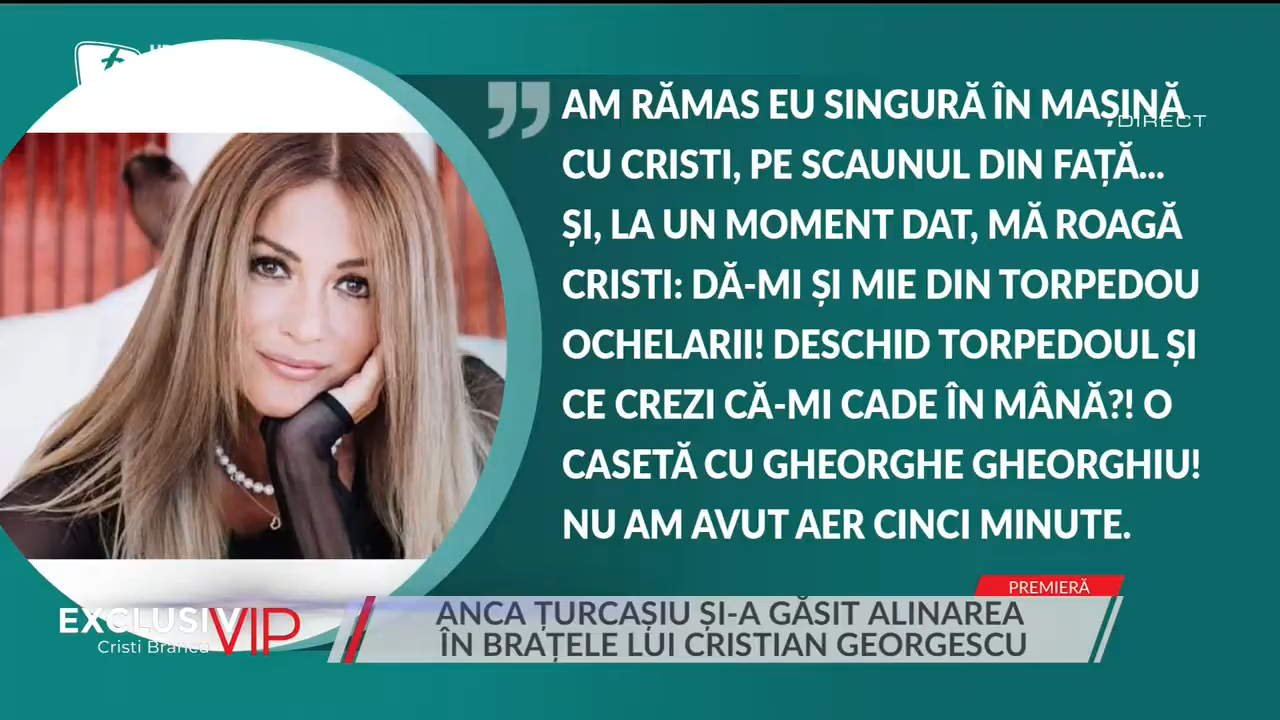 AM RĂMAS EU SINGURĂ ÎN MAȘINĂ
DIRECT
CU CRISTI, PE SCAUNUL DIN FAȚĂ...
ȘI, LA UN MOMENT DAT, MĂ ROAGĂ
CRISTI: DĂ-MI ȘI MIE DIN TORPEDOU
OCHELARII! DESCHID TORPEDOUL ȘI
CE CREZI CĂ-MI CADE ÎN MÂNĂ?! O
CASETĂ CU GHEORGHE GHEORGHIU!
NU AM AVUT AER CINCI MINUTE.
PREMIERĂ
EXCLUSIV VIP
Cristi Brancu
ANCA ȚURCAȘIU ȘI-A GĂSIT ALINAREA
ÎN BRAȚELE LUI CRISTIAN GEORGESCU